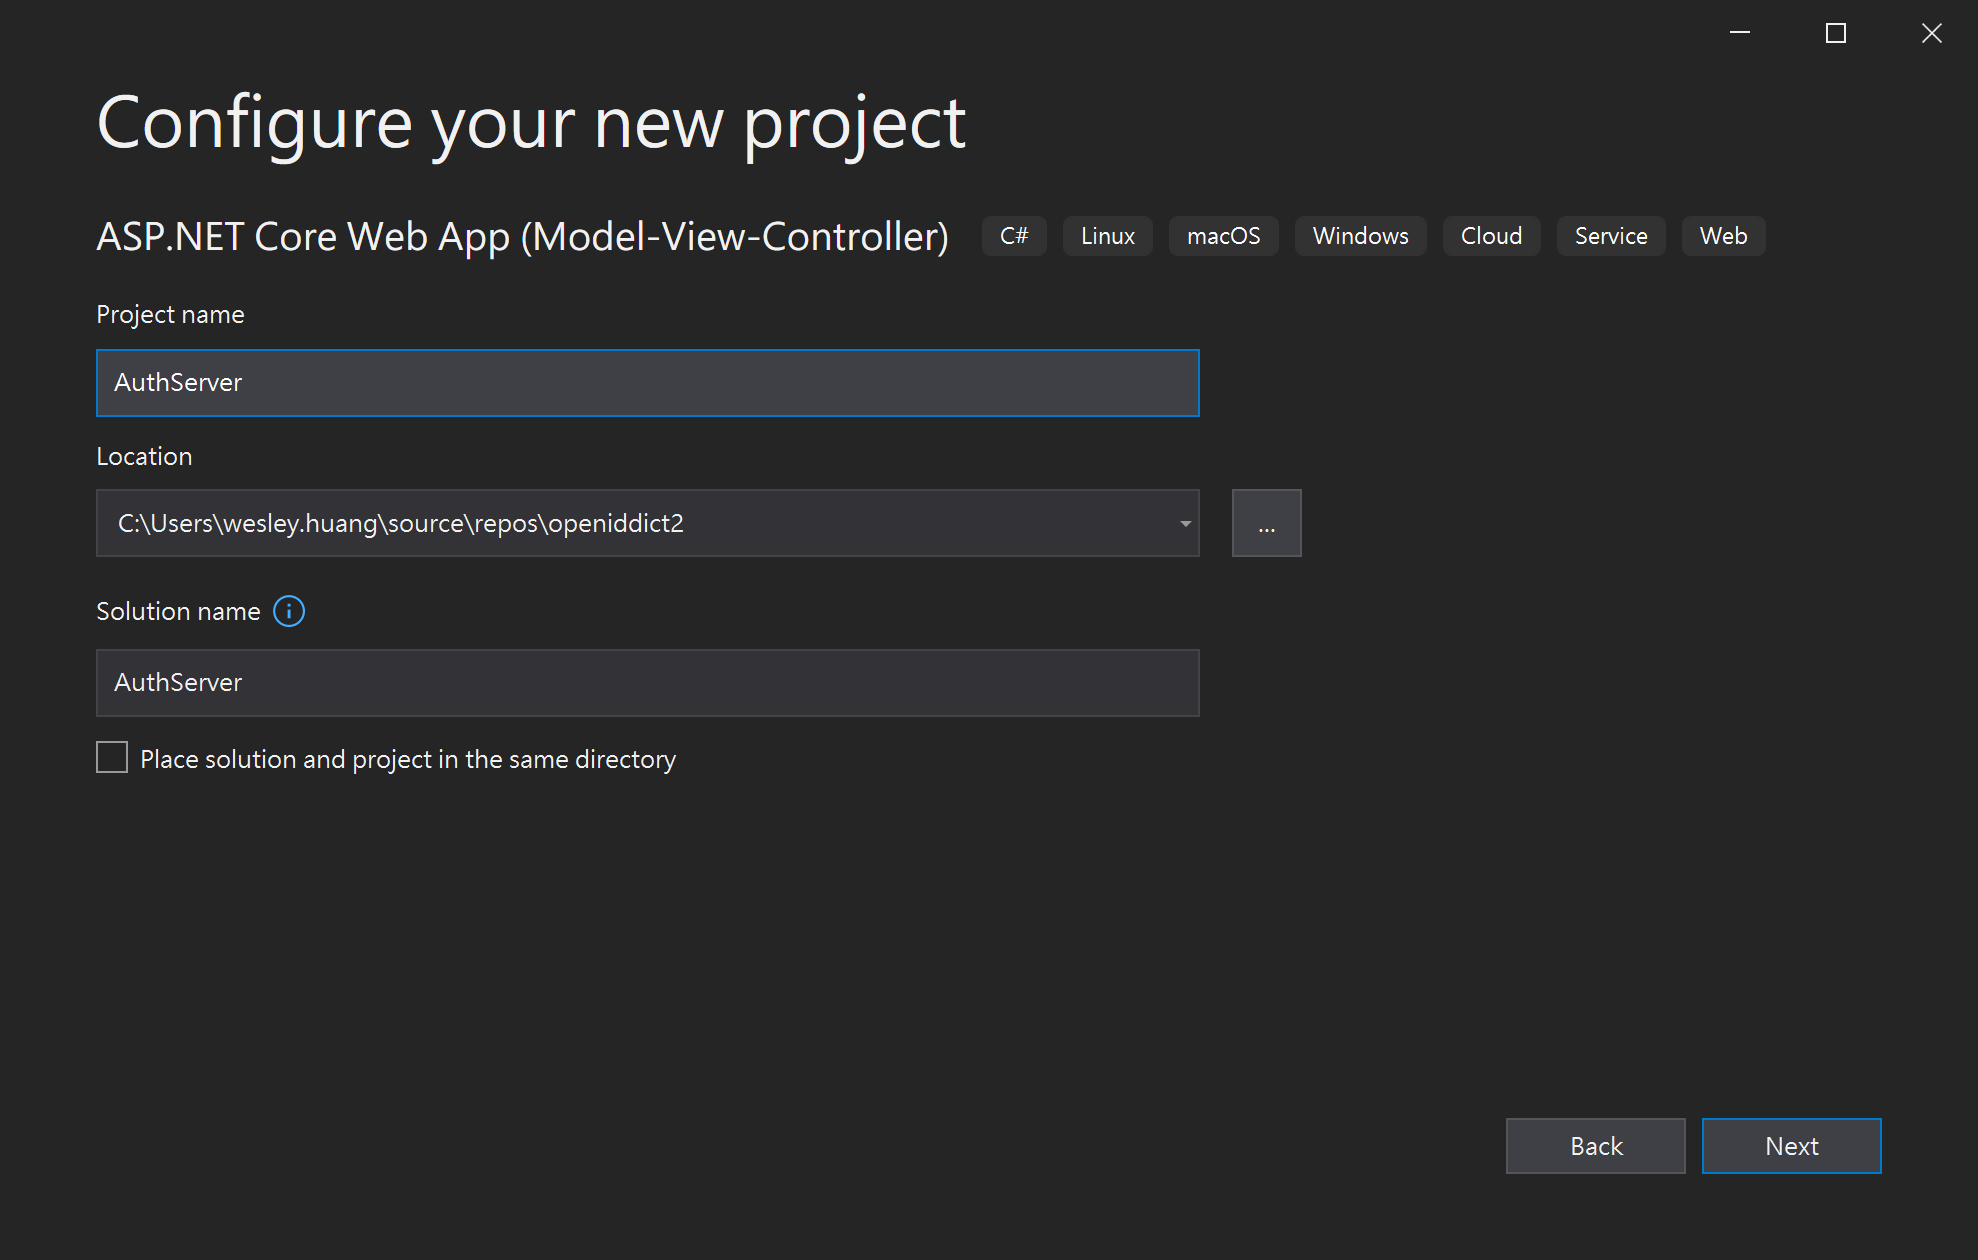 Configure your new project
ASP.NET Core Web App (Model-View-Controller) C# Linux macOS Windows Cloud Service Web
Project name
AuthServer
Location
C:\Users\wesley.huang\source\repos\openiddict2
...
Solution name
AuthServer
Place solution and project in the same directory
Back Next